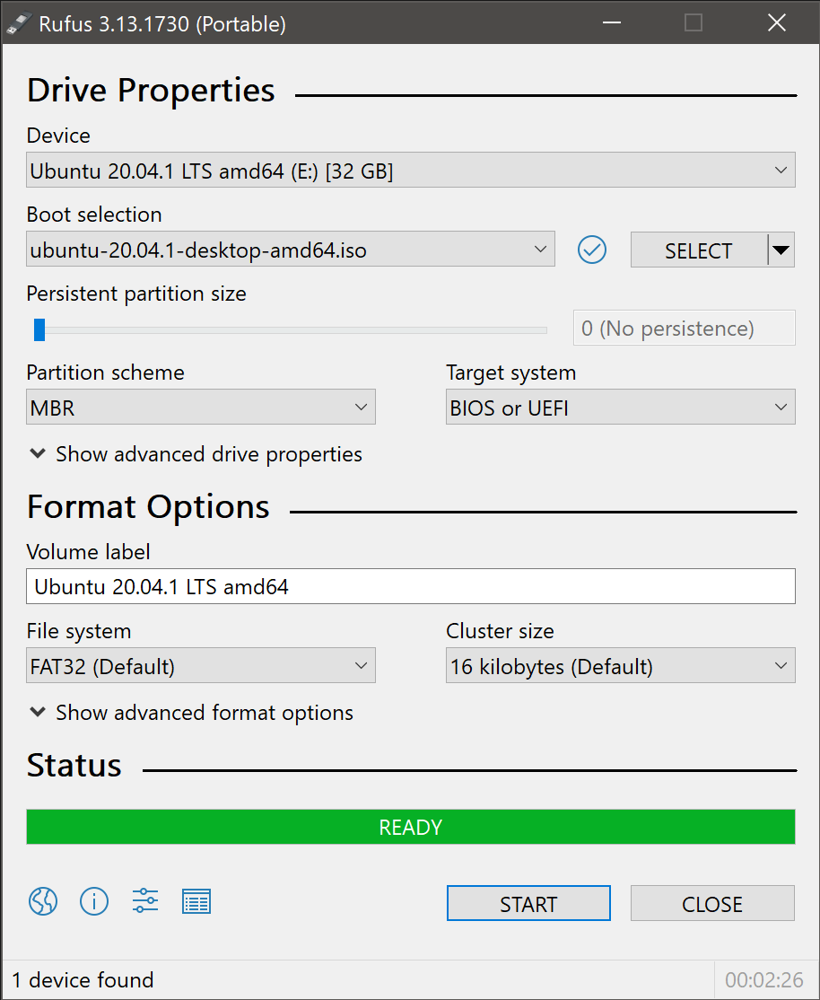 Rufus 3.13.1730 (Portable)
Drive Properties
Device
Ubuntu 20.04.1 LTS amd64 (E:) [32 GB]
Boot selection
ubuntu-20.04.1-desktop-amd64.iso
SELECT
Persistent partition size
0 (No persistence)
Partition scheme
Target system
MBR
BIOS or UEFI
Show advanced drive properties
Format Options
Volume label
Ubuntu 20.04.1 LTS amd64
File system
Cluster size
FAT32 (Default)
16 kilobytes (Default)
Show advanced format options
Status
READY
START
CLOSE
1 device found
00:02:26